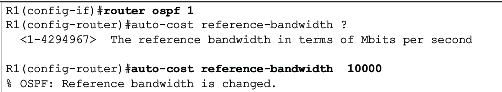 R1(config-if)#router ospf 1
R1(config-router)#auto-cost reference-bandwidth ?
<1-4294967> The reference bandwidth in terms of Mbits per second
R1(config-router)#auto-cost reference-bandwidth 10000
% OSPF: Reference bandwidth is changed.